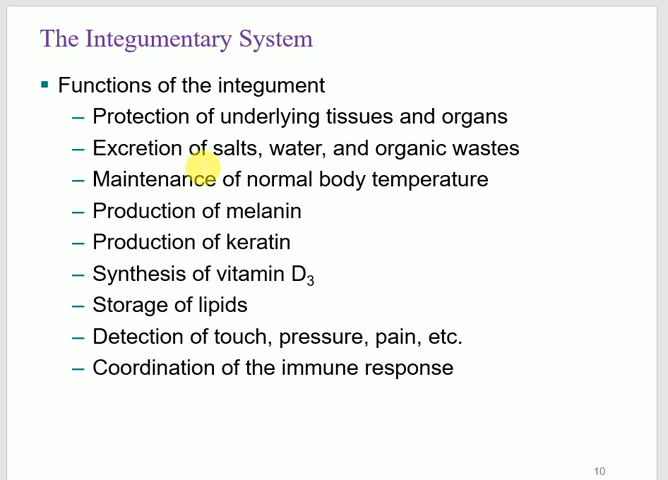 The Integumentary System
▪ Functions of the integument
– Protection of underlying tissues and organs
– Excretion of salts, water, and organic wastes
– Maintenance of normal body temperature
– Production of melanin
– Production of keratin
– Synthesis of vitamin D₃
– Storage of lipids
– Detection of touch, pressure, pain, etc.
– Coordination of the immune response
10